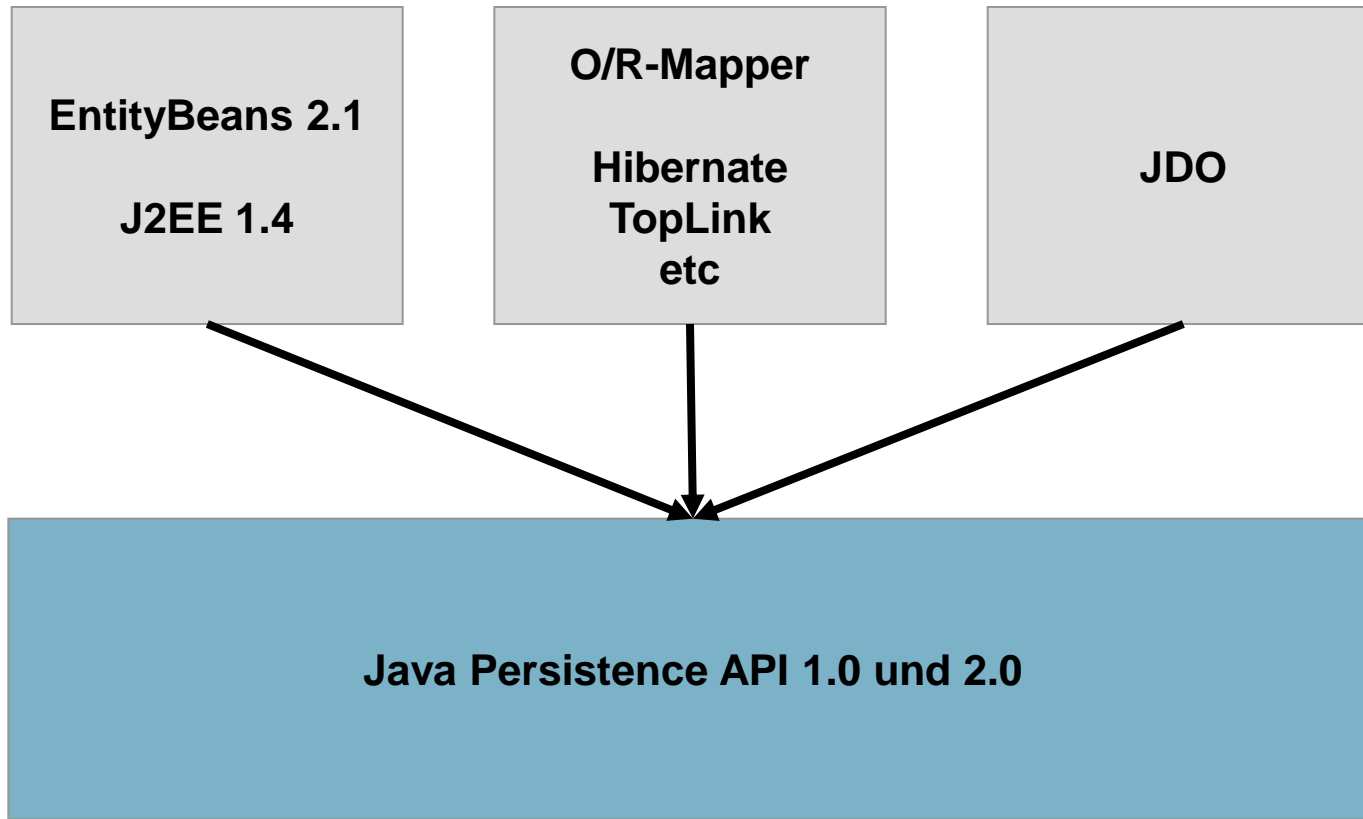 EntityBeans 2.1
J2EE 1.4
O/R-Mapper
Hibernate
TopLink
etc
JDO
Java Persistence API 1.0 und 2.0